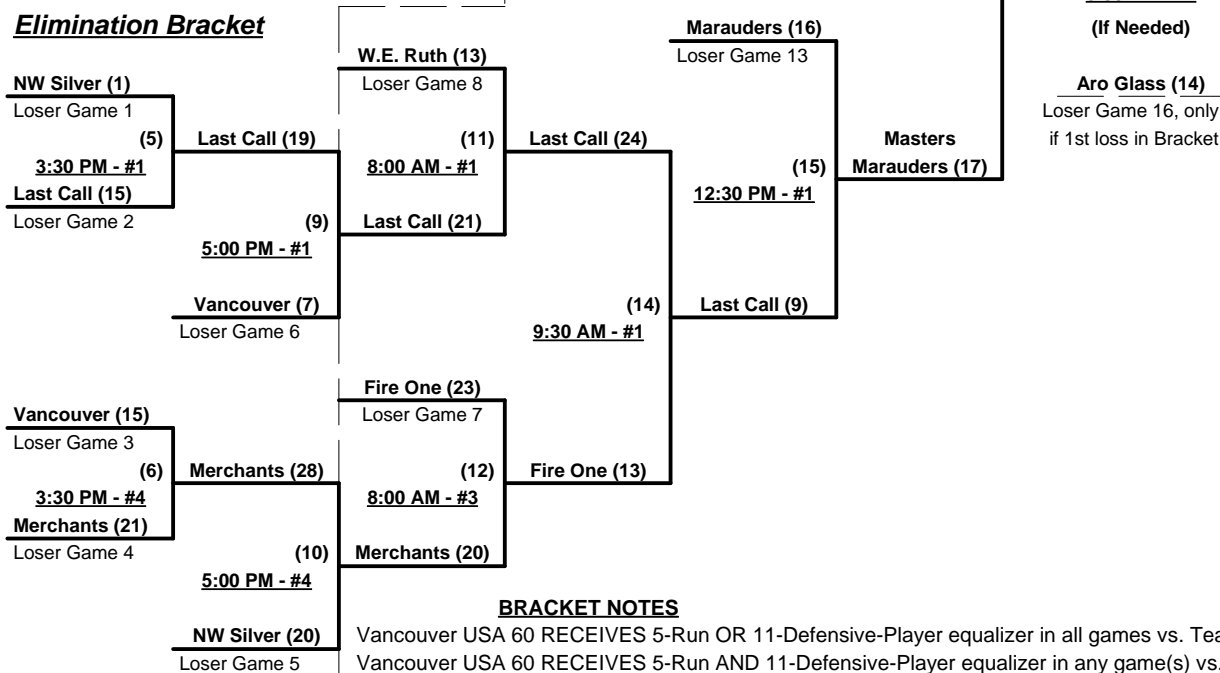 Elimination Bracket
Marauders (16)
Loser Game 13
(If Needed)
W.E. Ruth (13)
Loser Game 8
NW Silver (1)
Loser Game 1
Aro Glass (14)
Loser Game 16, only
if 1st loss in Bracket
(5)
3:30 PM - #1
Last Call (19)
(11)
8:00 AM - #1
Last Call (24)
Masters
Marauders (17)
(15)
12:30 PM - #1
Last Call (15)
Loser Game 2
(9)
5:00 PM - #1
Last Call (21)
Vancouver (7)
Loser Game 6
(14)
9:30 AM - #1
Last Call (9)
Fire One (23)
Loser Game 7
Vancouver (15)
Loser Game 3
(6)
3:30 PM - #4
Merchants (28)
(12)
8:00 AM - #3
Fire One (13)
Merchants (21)
Loser Game 4
(10)
5:00 PM - #4
Merchants (20)
BRACKET NOTES
NW Silver (20)
Loser Game 5
Vancouver USA 60 RECEIVES 5-Run OR 11-Defensive-Player equalizer in all games vs.
Vancouver USA 60 RECEIVES 5-Run AND 11-Defensive-Player equalizer in any game(s) vs.